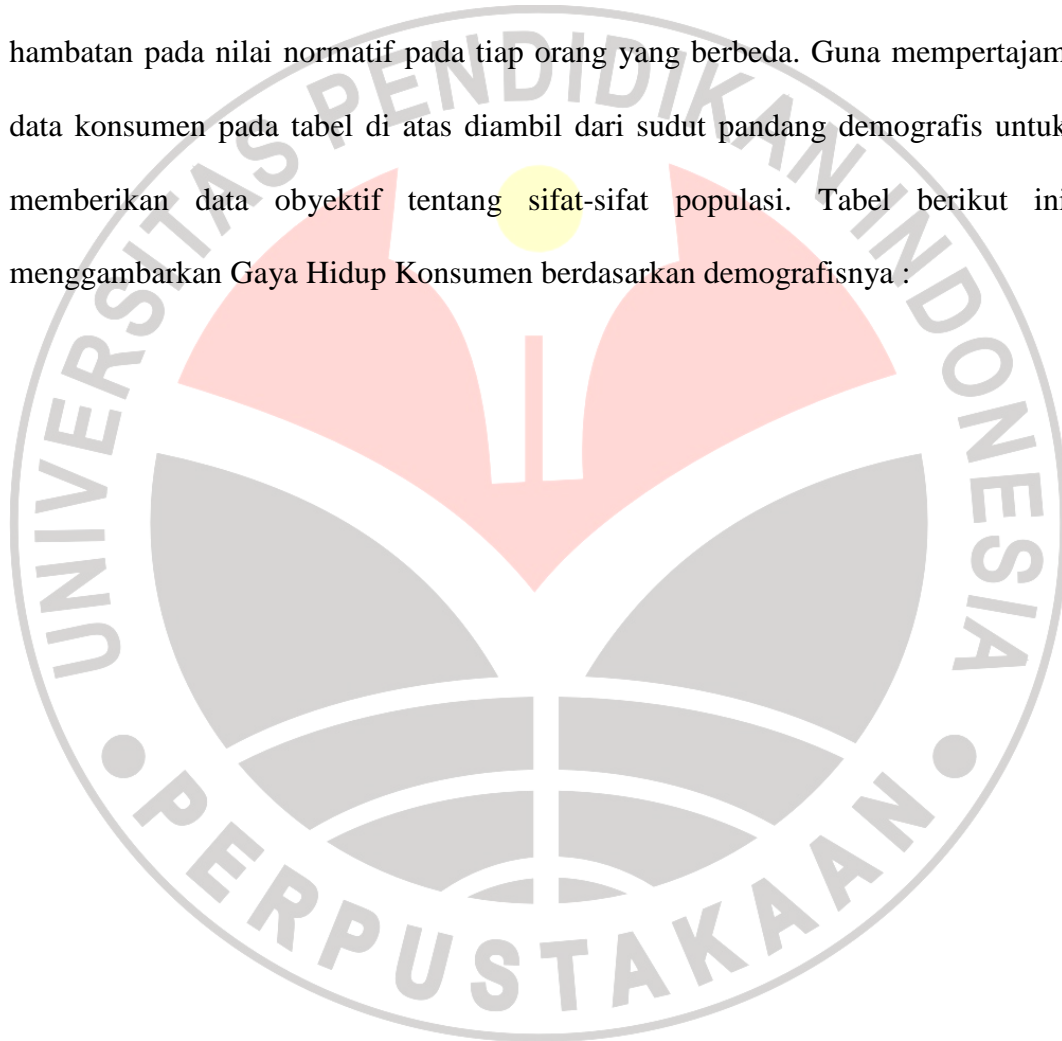 hambatan pada nilai normatif pada tiap orang yang berbeda. Guna mempertajam
data konsumen pada tabel di atas diambil dari sudut pandang demografis untuk
memberikan data obyektif tentang sifat-sifat populasi. Tabel berikut ini
menggambarkan Gaya Hidup Konsumen berdasarkan demografisnya :
UNIVERSITAS PENDIDIKAN INDONESIA
PERPUSTAKAAN